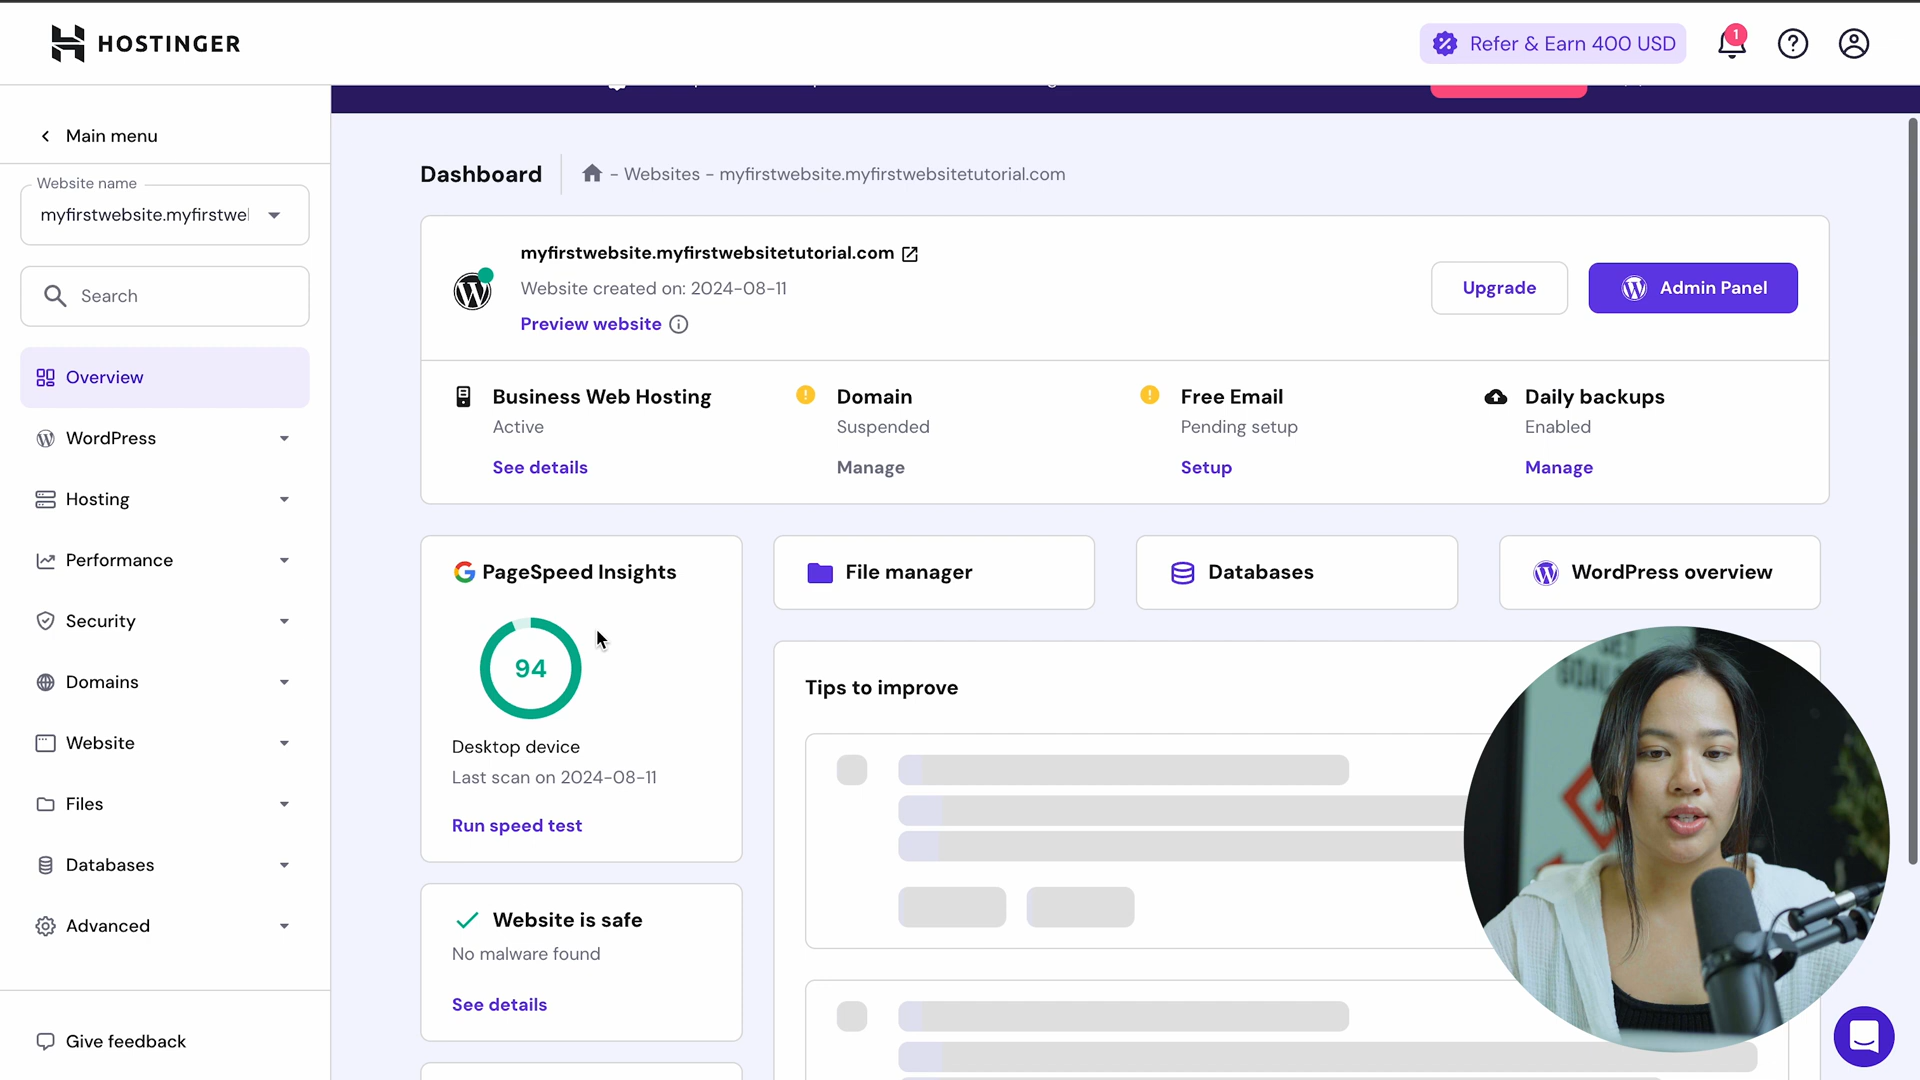 HOSTINGER
Refer & Earn 400 USD
1
Main menu
Website name
myfirstwebsite.myfirstwe
Search
Overview
WordPress
Hosting
Performance
Security
Domains
Website
Files
Databases
Advanced
Give feedback
Dashboard
- Websites - myfirstwebsite.myfirstwebsitetutorial.com
myfirstwebsite.myfirstwebsitetutorial.com
Website created on: 2024-08-11
Preview website
Upgrade
Admin Panel
Business Web Hosting
Active
See details
Domain
Suspended
Manage
Free Email
Pending setup
Setup
Daily backups
Enabled
Manage
PageSpeed Insights
94
Desktop device
Last scan on 2024-08-11
Run speed test
File manager
Databases
WordPress overview
Tips to improve
Website is safe
No malware found
See details